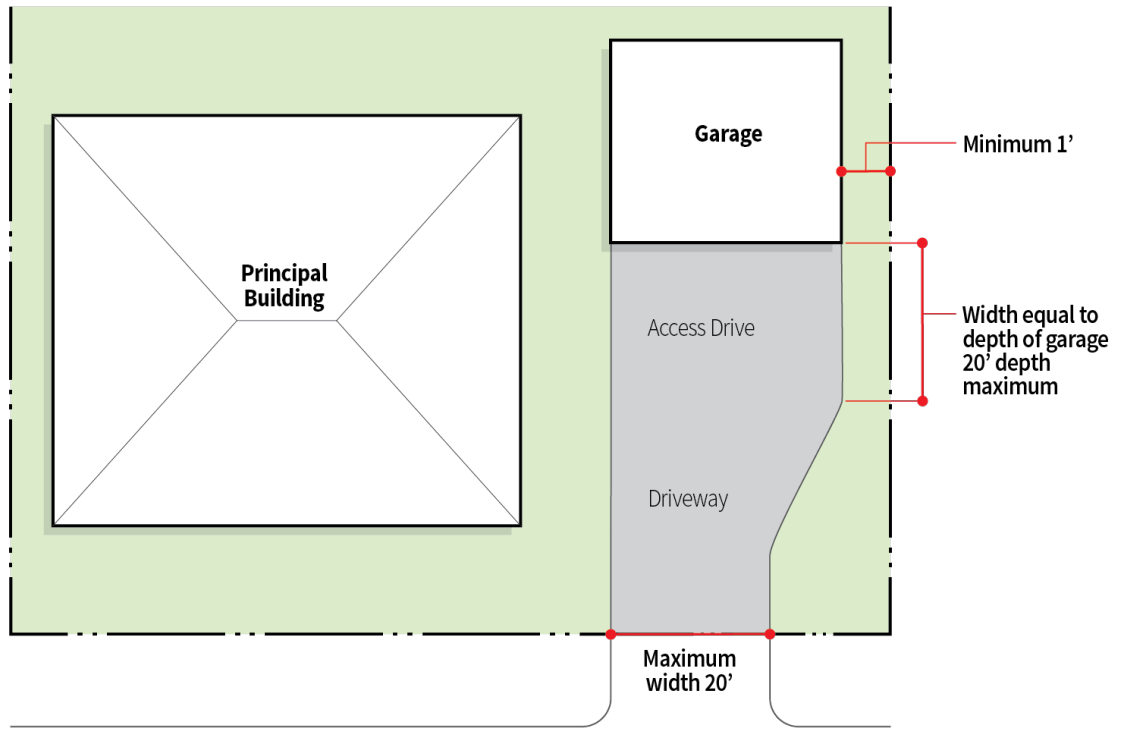 Garage
Minimum 1’
Principal
Building
Access Drive
Width equal to
depth of garage
20’ depth
maximum
Driveway
Maximum
width 20’